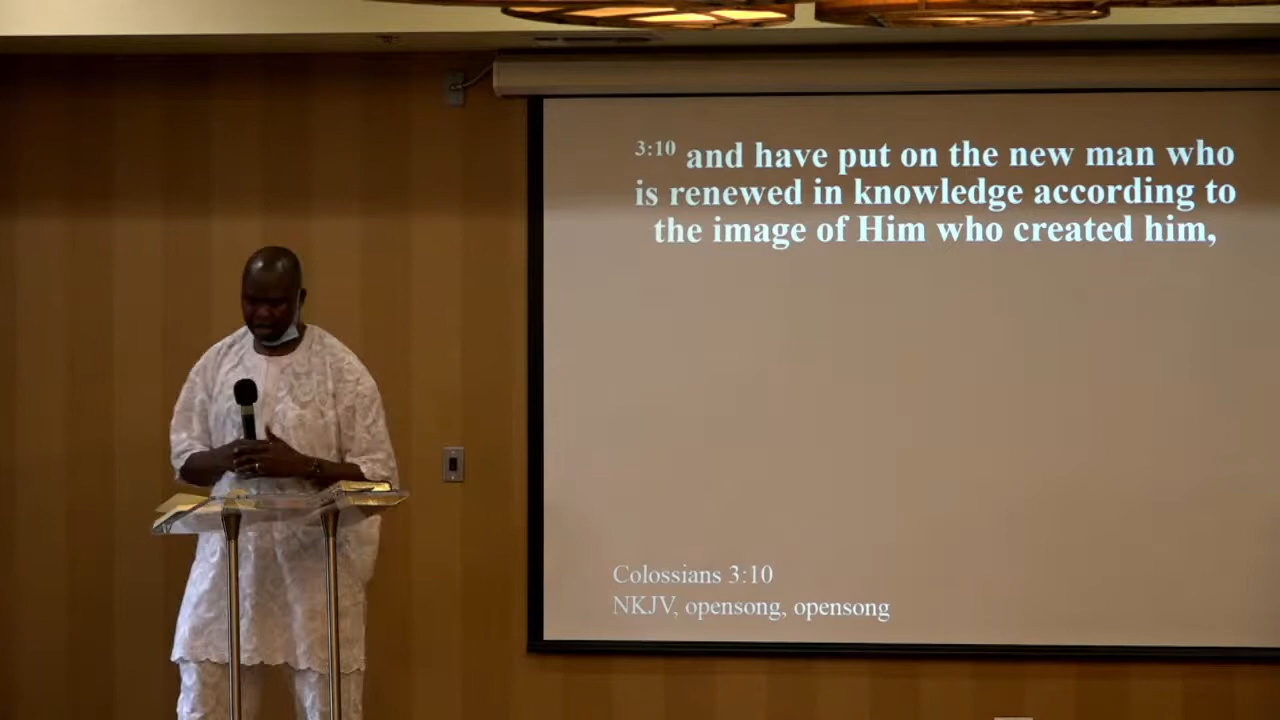 3:10 and have put on the new man who
is renewed in knowledge according to
the image of Him who created him,
Colossians 3:10
NKJV, opensong, opensong